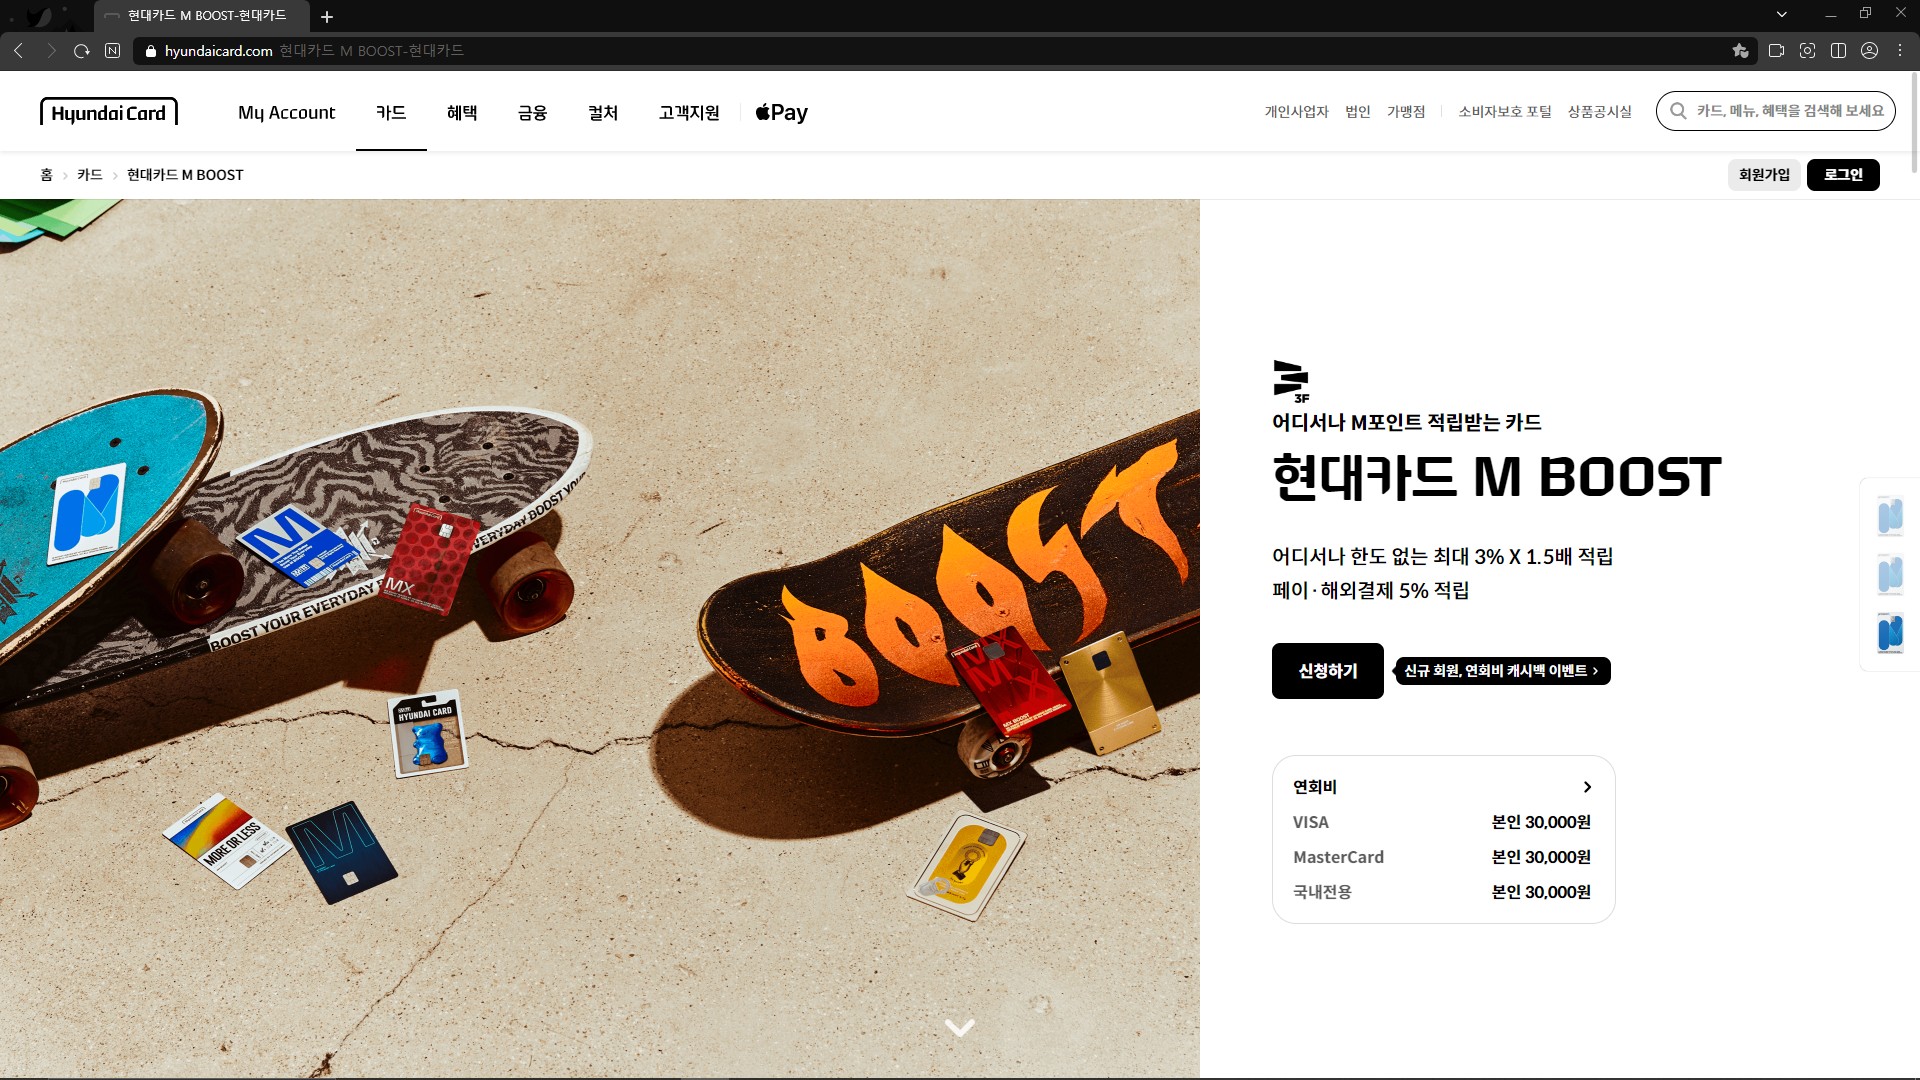 현대카드 M BOOST-현대카드
hyundaicard.com 현대카드 M BOOST-현대카드
Hyundai Card
My Account
카드
혜택
금융
컬처
고객지원
Pay
개인사업자
법인
가맹점
소비자보호 포털
상품공시실
카드, 메뉴, 혜택을 검색해 보세요
홈 > 카드 > 현대카드 M BOOST
회원가입
로그인
3F
어디서나 M포인트 적립받는 카드
현대카드 M BOOST
어디서나 한도 없는 최대 3% X 1.5배 적립
페이·해외결제 5% 적립
신청하기
신규 회원, 연회비 캐시백 이벤트 >
연회비
VISA 본인 30,000원
MasterCard 본인 30,000원
국내전용 본인 30,000원
M
MX
EVERYDAY BOOST YOU
BOOST YOUR EVERYDAY
BOOST
MX
MX BOOST
HYUNDAI CARD
MORE OR LESS
M